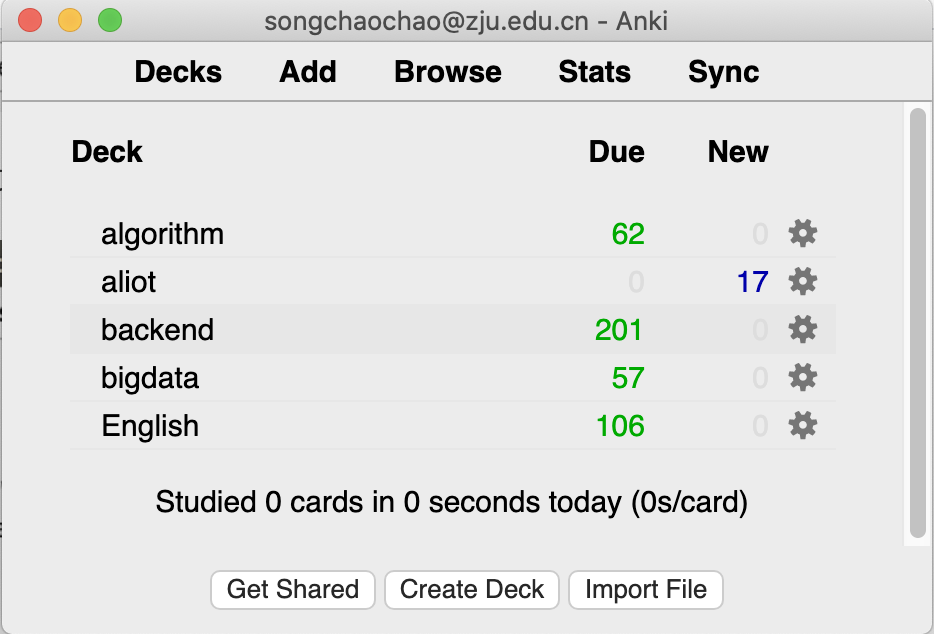 songchaochao@zju.edu.cn - Anki
Decks Add Browse Stats Sync
Deck Due New
algorithm 62 0
aliot 0 17
backend 201 0
bigdata 57 0
English 106 0
Studied 0 cards in 0 seconds today (0s/card)
Get Shared Create Deck Import File